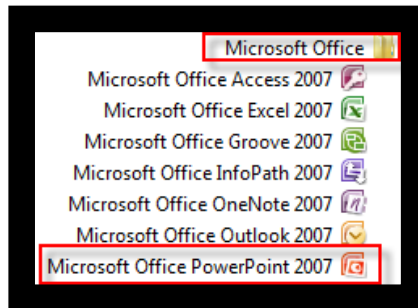 Microsoft Office
Microsoft Office Access 2007
Microsoft Office Excel 2007
Microsoft Office Groove 2007
Microsoft Office InfoPath 2007
Microsoft Office OneNote 2007
Microsoft Office Outlook 2007
Microsoft Office PowerPoint 2007